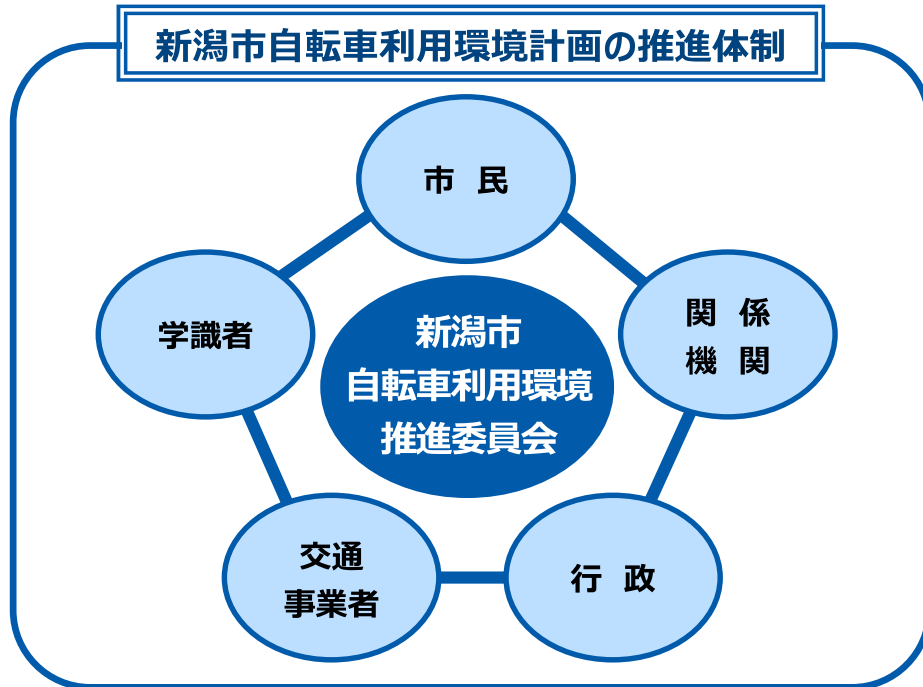 新潟市自転車利用環境計画の推進体制
市 民
学識者
関 係
機 関
新潟市
自転車利用環境
推進委員会
交通
事業者
行 政